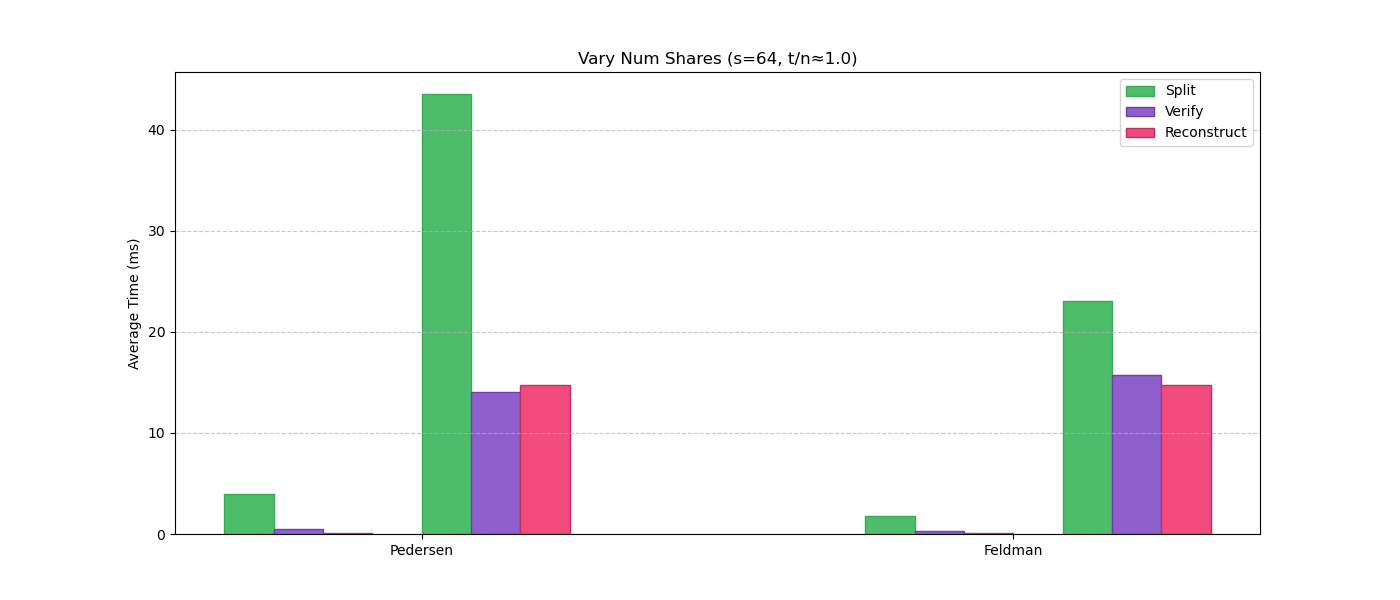 Vary Num Shares (s=64, t/n≈1.0)
Split
Verify
Reconstruct
Average Time (ms)
40
30
20
10
0
Pedersen
Feldman